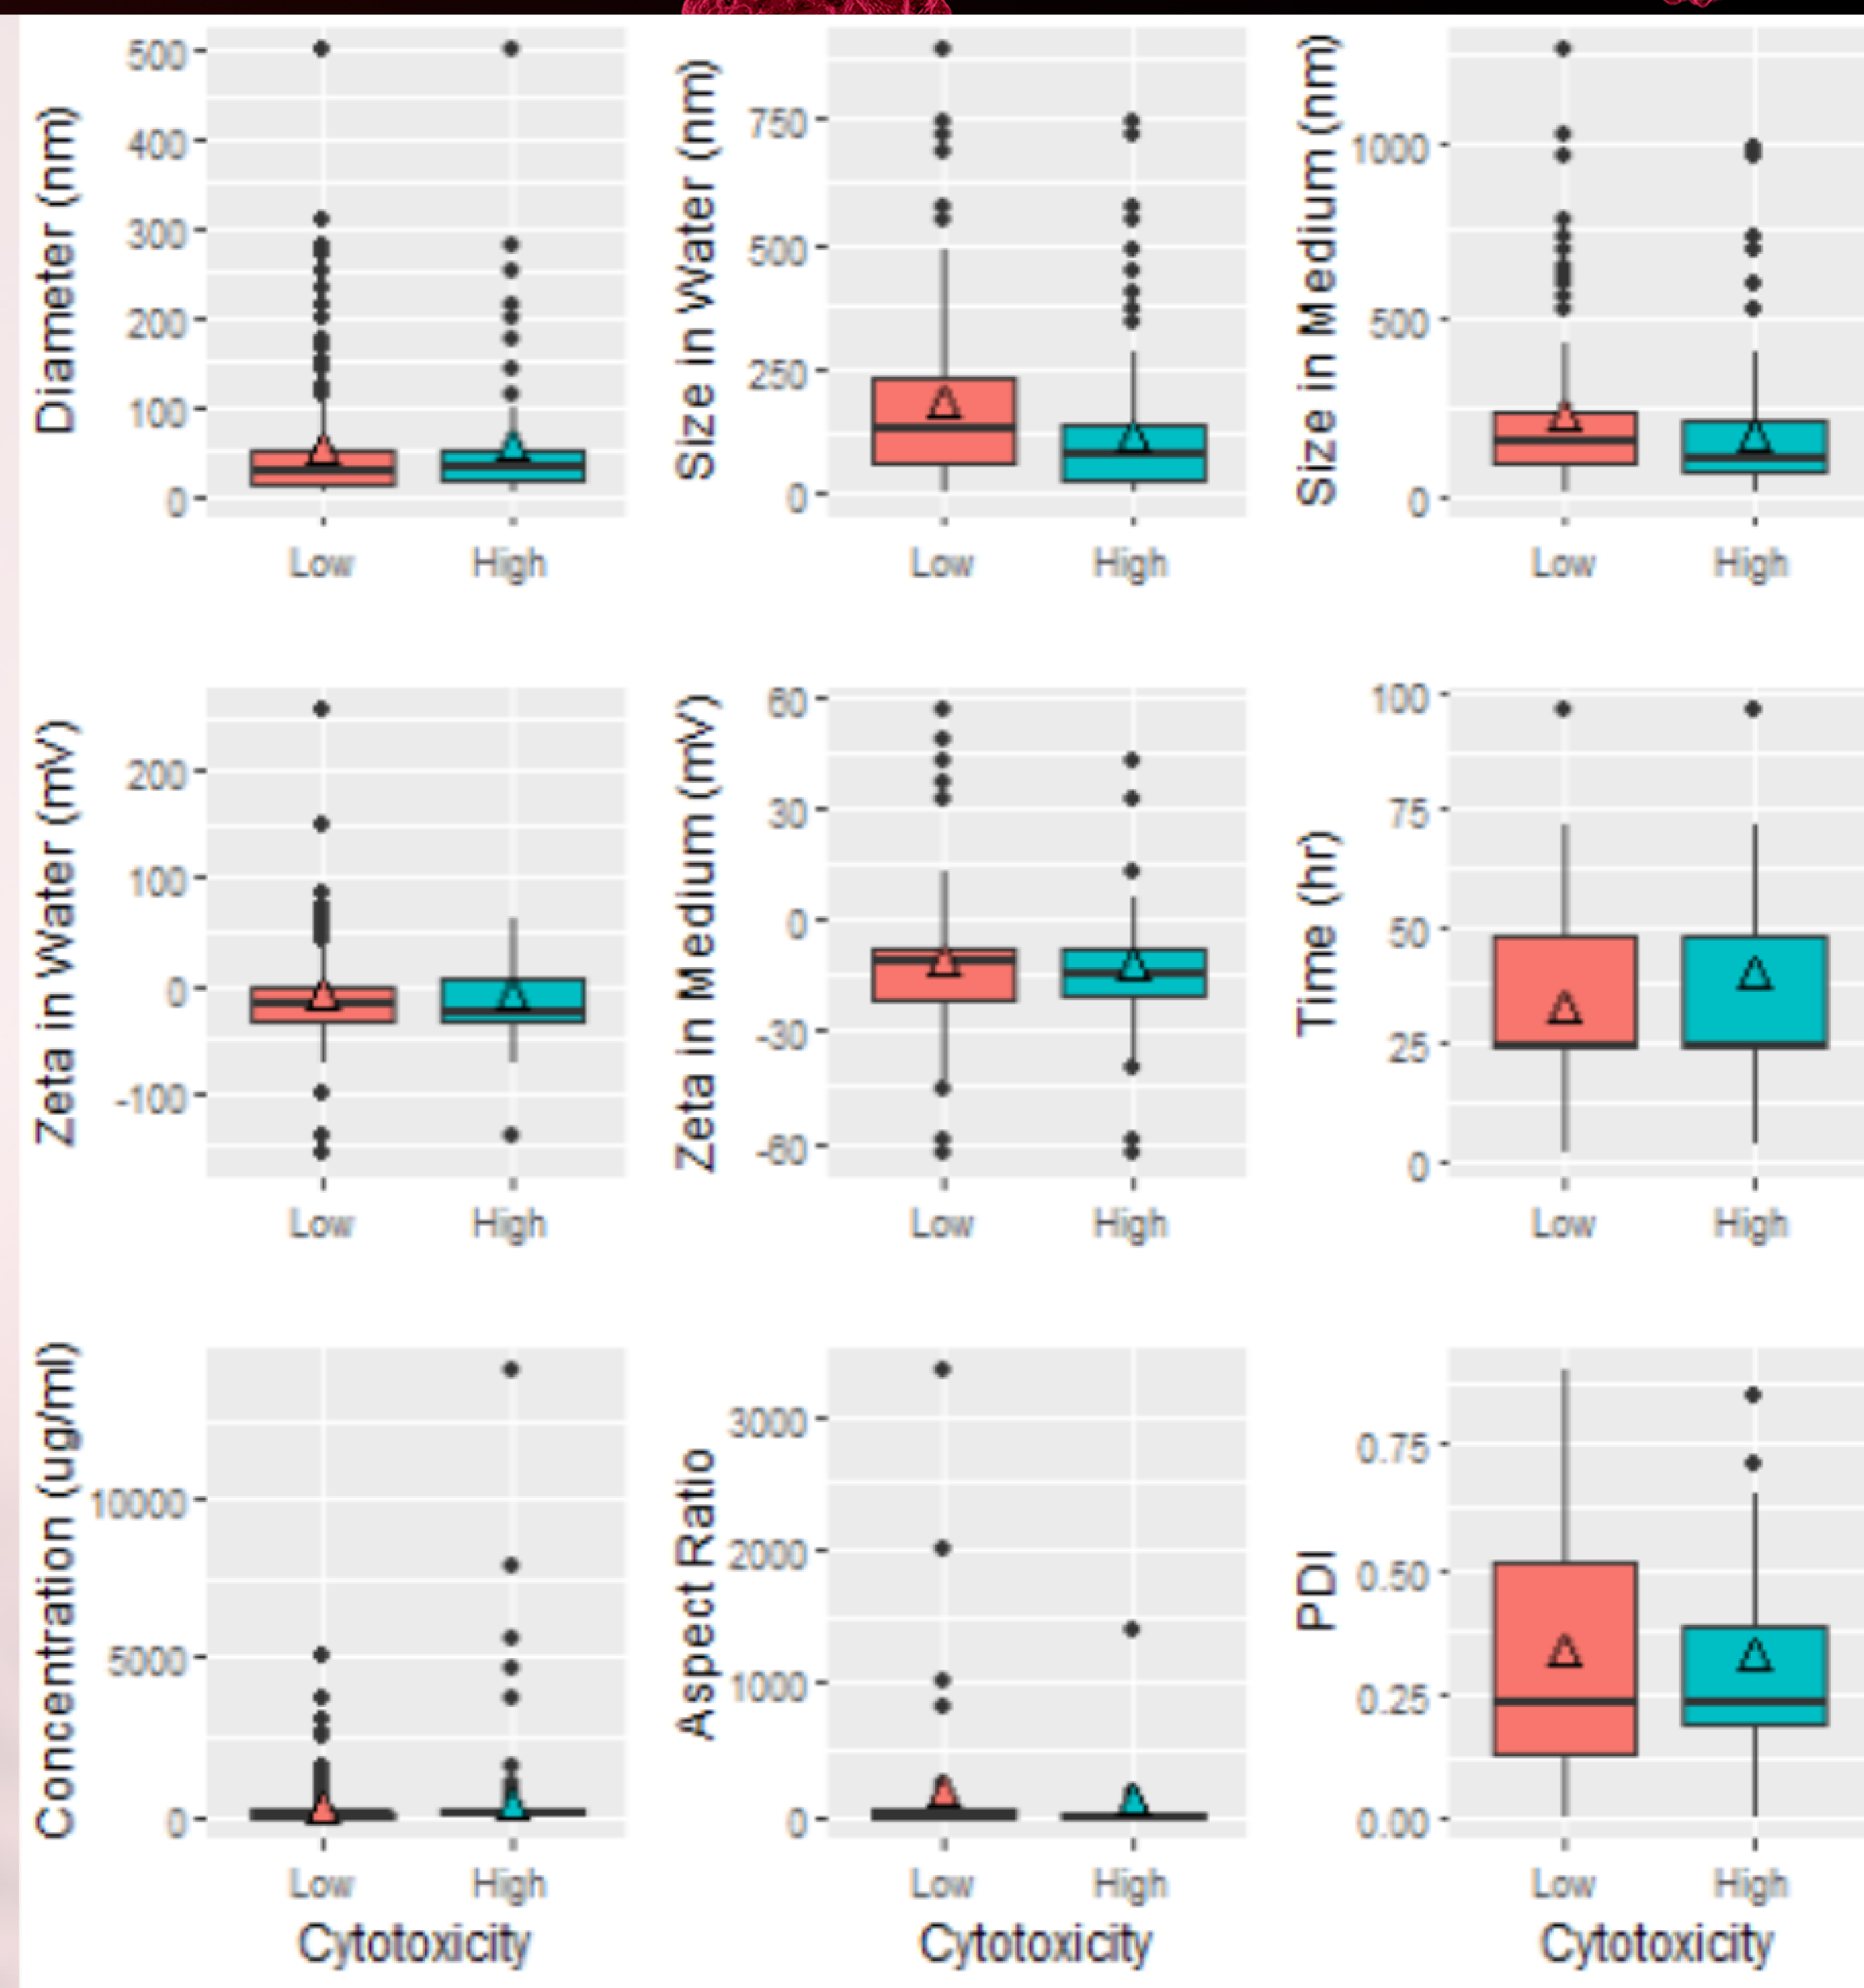 Diameter (nm)
500
400
300
200
100
0
Low High
Size in Water (nm)
750
500
250
0
Low High
Size in Medium (nm)
1000
500
0
Low High
Zeta in Water (mV)
200
100
0
-100
Low High
Zeta in Medium (mV)
60
30
0
-30
-60
Low High
Time (hr)
100
75
50
25
0
Low High
Concentration (ug/ml)
10000
5000
0
Low High
Cytotoxicity
Aspect Ratio
3000
2000
1000
0
Low High
Cytotoxicity
PDI
0.75
0.50
0.25
0.00
Low High
Cytotoxicity